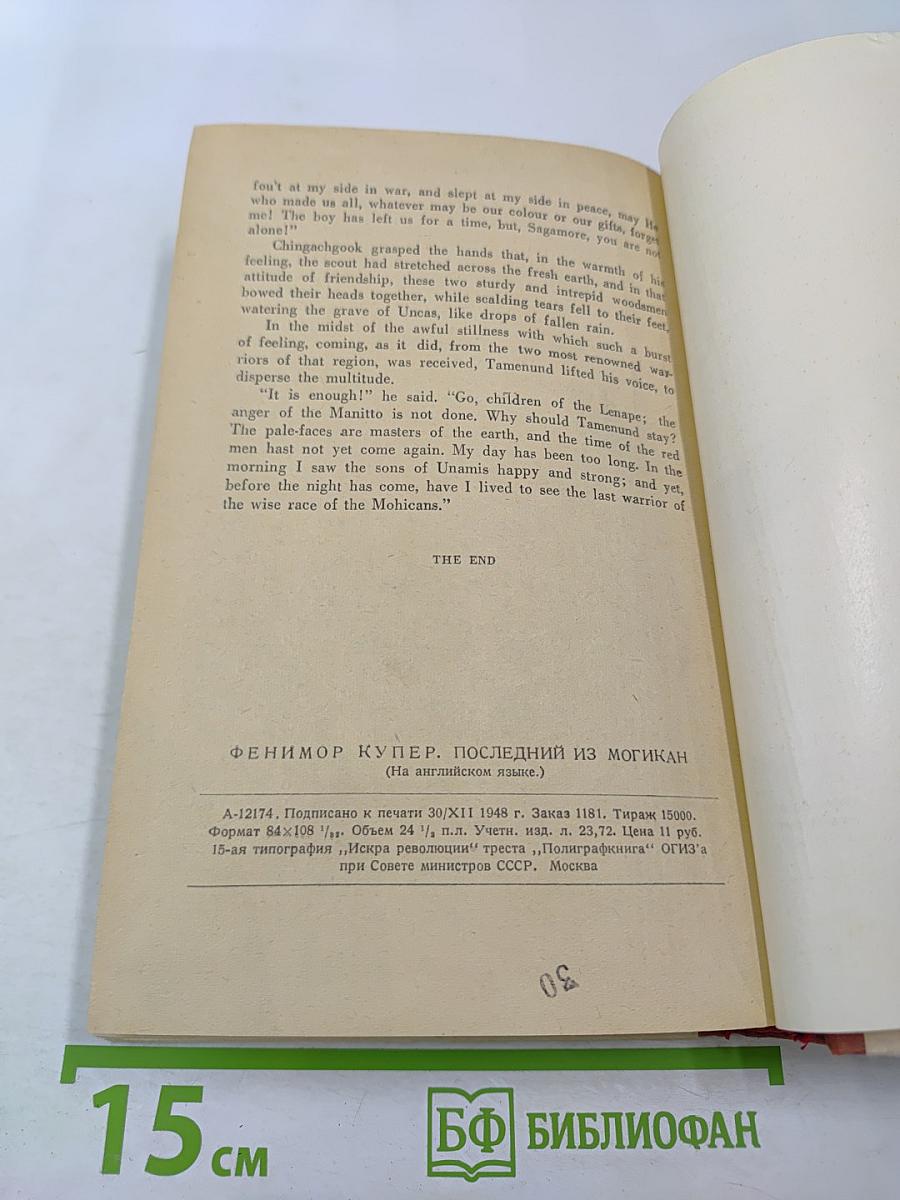 fou't at my side in war, and slept at my side in peace, may He
who made us all, whatever may be our colour or our gifts, forget
me! The boy has left us for a time, but, Sagamore, you are not
alone!"
Chingachgook grasped the hands that, in the warmth of his
feeling, the scout had stretched across the fresh earth, and in that
attitude of friendship, these two sturdy and intrepid woodsmen
bowed their heads together, while scalding tears fell to their feet,
watering the grave of Uncas, like drops of fallen rain.
In the midst of the awful stillness with which such a burst
of feeling, coming, as it did, from the two most renowned war-
riors of that region, was received, Tamenund lifted his voice, to
disperse the multitude.
"It is enough!" he said. "Go, children of the Lenape; the
anger of the Manitto is not done. Why should Tamenund stay?
The pale-faces are masters of the earth, and the time of the red
men hast not yet come again. My day has been too long. In the
morning I saw the sons of Unamis happy and strong; and yet,
before the night has come, have I lived to see the last warrior of
the wise race of the Mohicans."
THE END
ФЕНИМОР КУПЕР. ПОСЛЕДНИЙ ИЗ МОГИКАН
(На английском языке.)
А-12174. Подписано к печати 30/XII 1948 г. Заказ 1181. Тираж 15000.
Формат 84×108 1/32. Объем 24 1/2 п.л. Учетн. изд. л. 23,72. Цена 11 руб.
15-ая типография ,,Искра революции“ треста ,,Полиграфкнига“ ОГИЗ'а
при Совете министров СССР. Москва
30
15 см
БФ БИБЛИОФАН